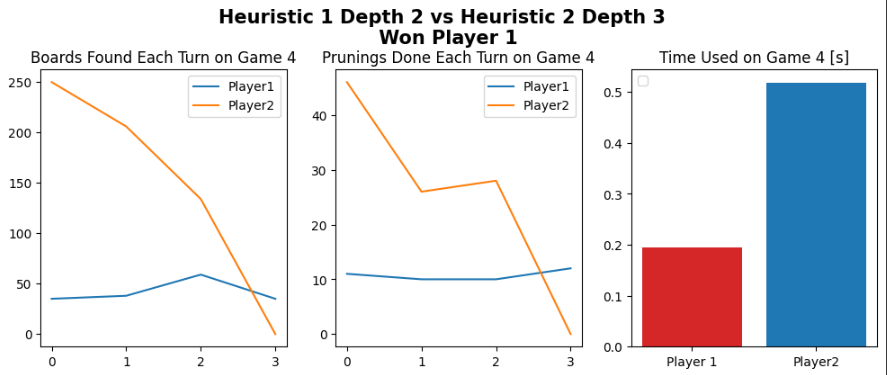 Heuristic 1 Depth 2 vs Heuristic 2 Depth 3
Won Player 1
Boards Found Each Turn on Game 4
250
200
150
100
50
0
0 1 2 3
Player1
Player2
Prunings Done Each Turn on Game 4
40
30
20
10
0
0 1 2 3
Player1
Player2
Time Used on Game 4 [s]
0.5
0.4
0.3
0.2
0.1
0.0
Player 1 Player2